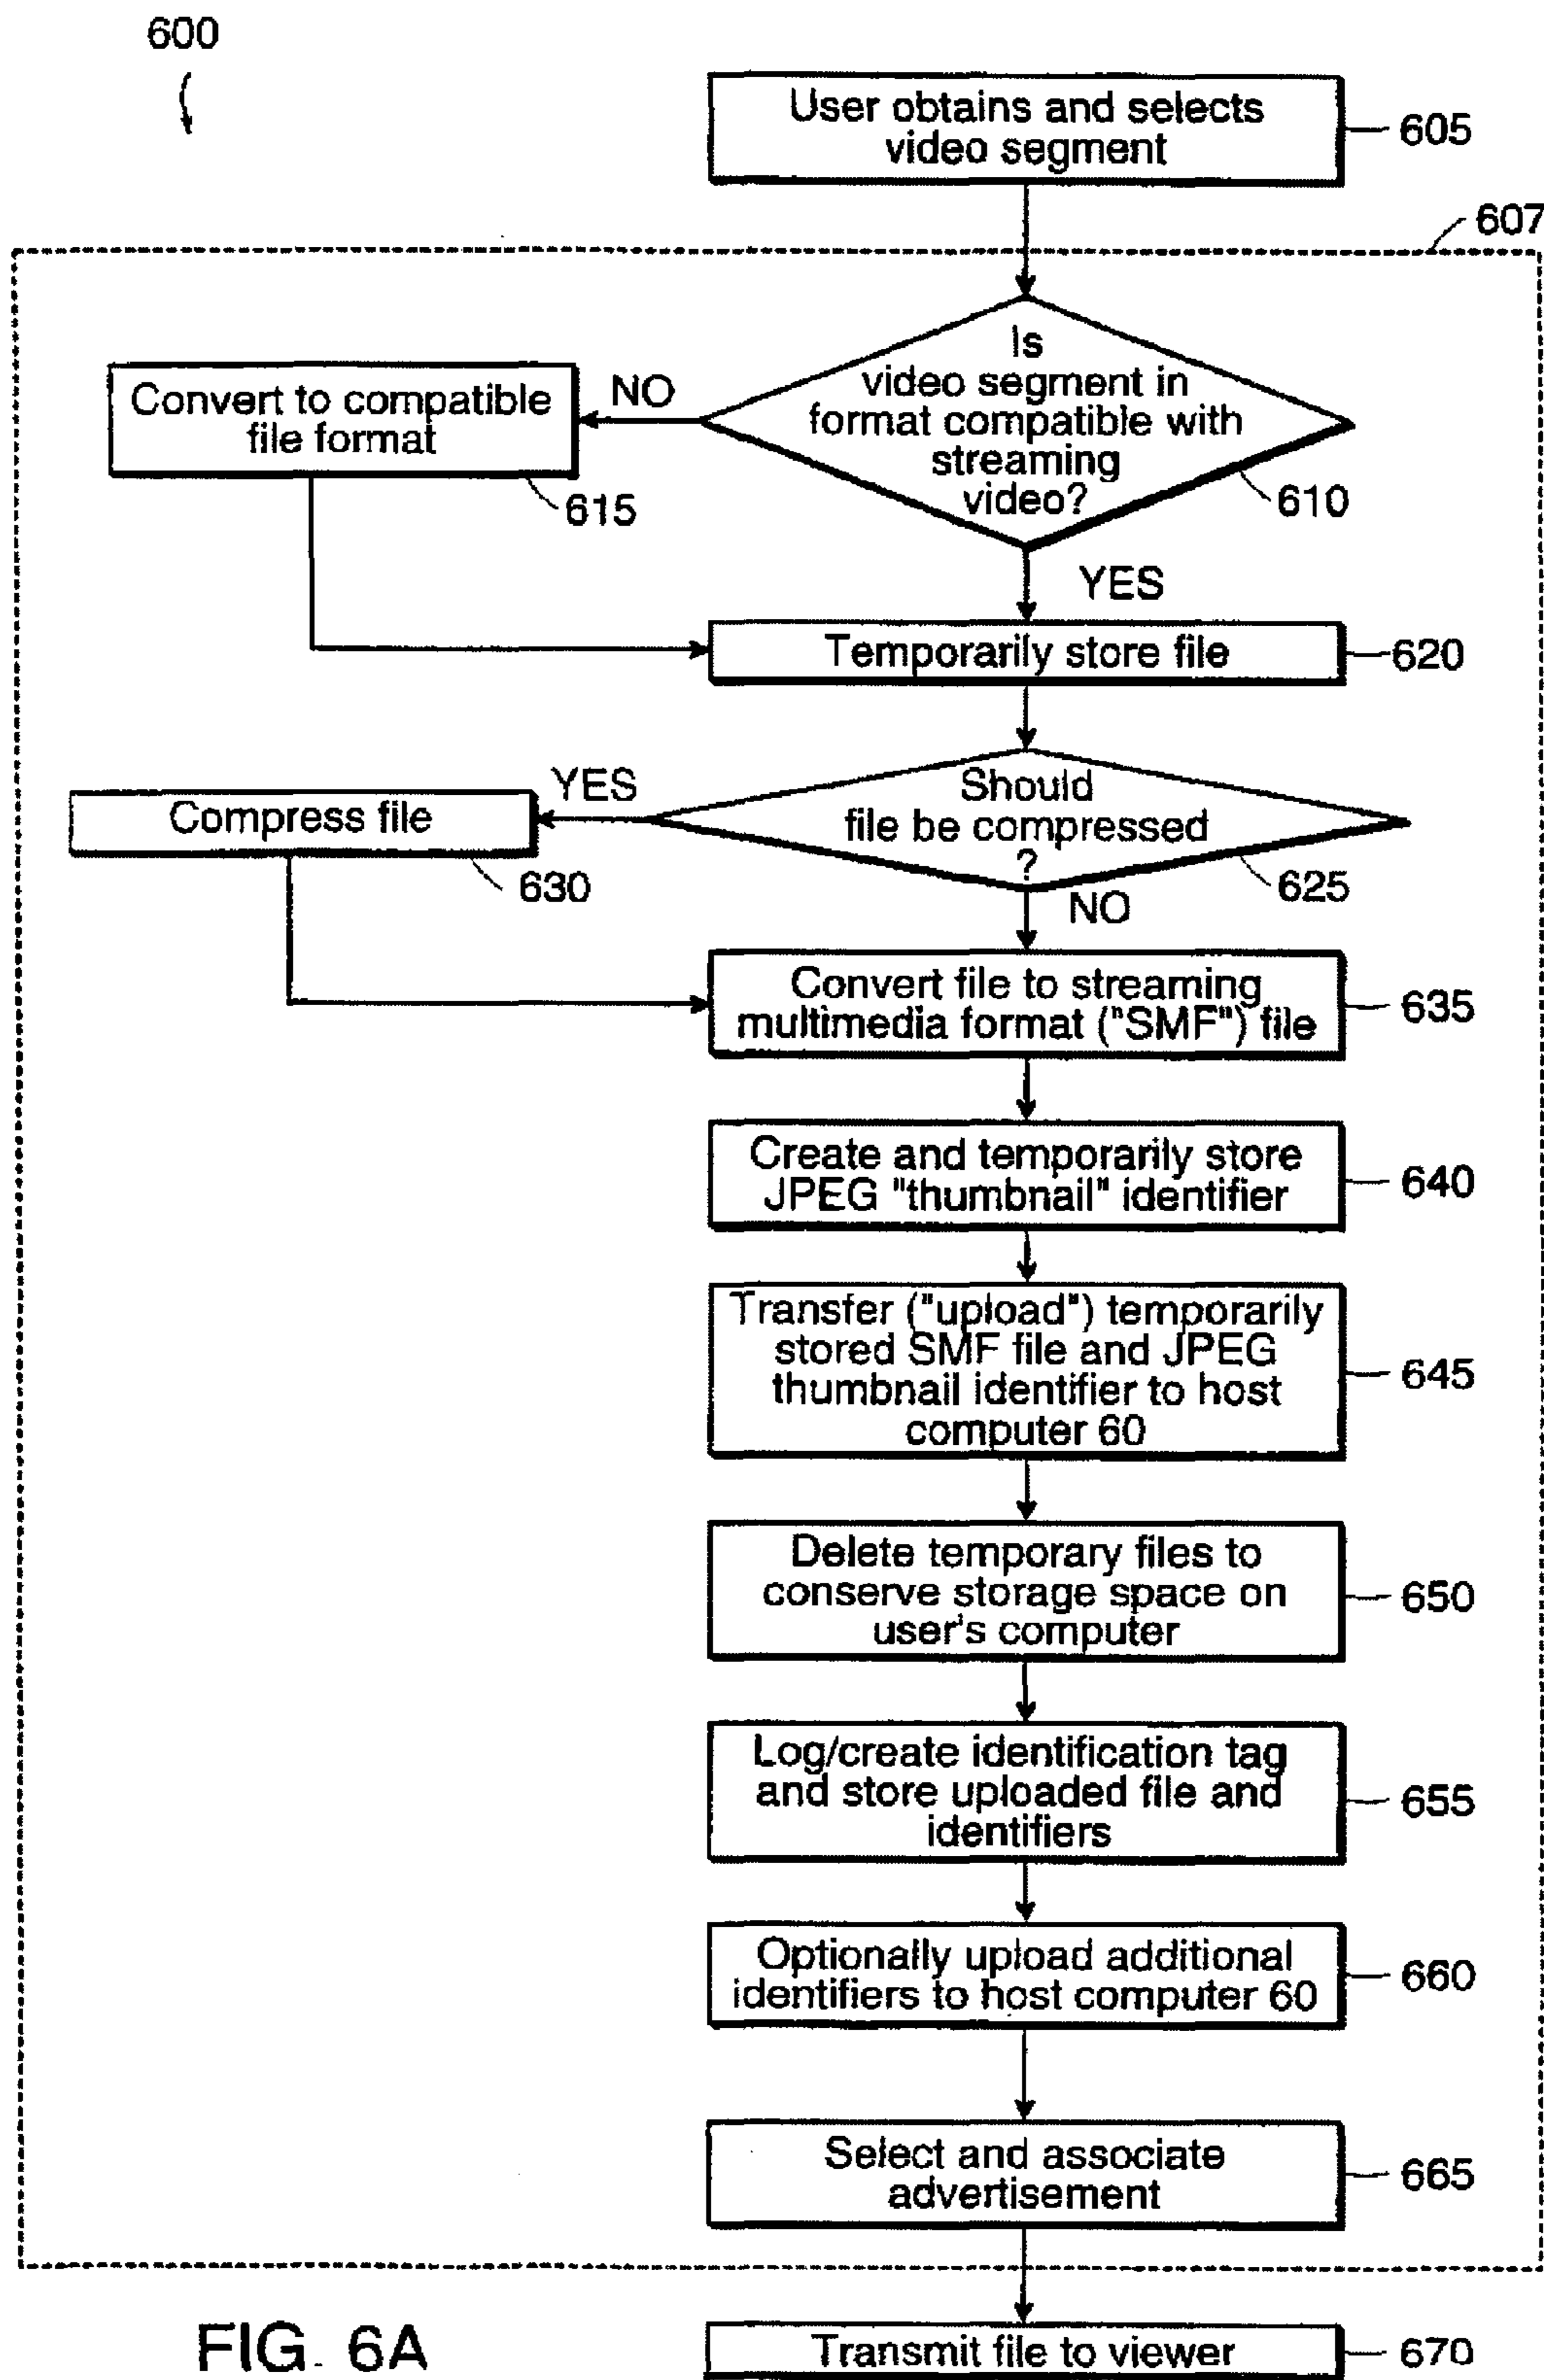 600
User obtains and selects
video segment
605
607
Is
video segment in
format compatible with
streaming
video?
610
NO
Convert to compatible
file format
615
YES
Temporarily store file
620
Should
file be compressed
?
625
YES
Compress file
630
NO
Convert file to streaming
multimedia format ("SMF") file
635
Create and temporarily store
JPEG "thumbnail" identifier
640
Transfer ("upload") temporarily
stored SMF file and JPEG
thumbnail identifier to host
computer 60
645
Delete temporary files to
conserve storage space on
user's computer
650
Log/create identification tag
and store uploaded file and
identifiers
655
Optionally upload additional
identifiers to host computer 60
660
Select and associate
advertisement
665
Transmit file to viewer
670
FIG. 6A